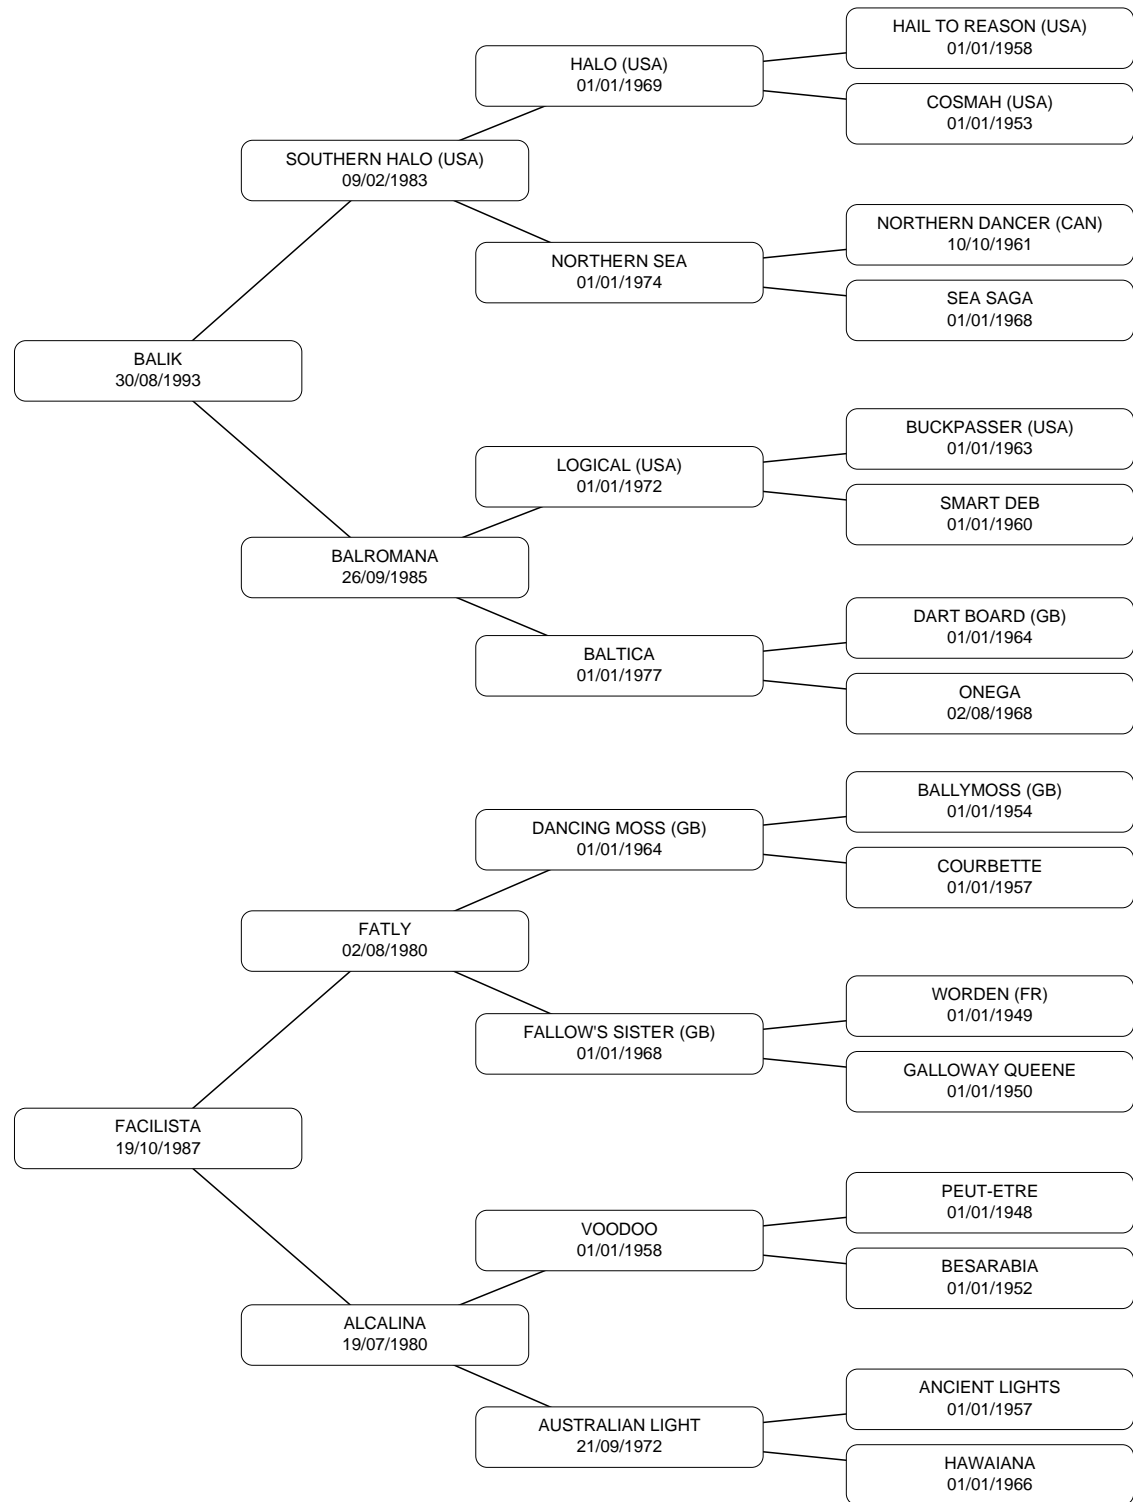 HAIL TO REASON (USA)
01/01/1958
HALO (USA)
01/01/1969
COSMAH (USA)
01/01/1953
SOUTHERN HALO (USA)
09/02/1983
NORTHERN DANCER (CAN)
10/10/1961
NORTHERN SEA
01/01/1974
SEA SAGA
01/01/1968
BALIK
30/08/1993
BUCKPASSER (USA)
01/01/1963
LOGICAL (USA)
01/01/1972
SMART DEB
01/01/1960
BALROMANA
26/09/1985
DART BOARD (GB)
01/01/1964
BALTICA
01/01/1977
ONEGA
02/08/1968
BALLYMOSS (GB)
01/01/1954
DANCING MOSS (GB)
01/01/1964
COURBETTE
01/01/1957
FATLY
02/08/1980
WORDEN (FR)
01/01/1949
FALLOW'S SISTER (GB)
01/01/1968
GALLOWAY QUEENE
01/01/1950
FACILISTA
19/10/1987
PEUT-ETRE
01/01/1948
VOODOO
01/01/1958
BESARABIA
01/01/1952
ALCALINA
19/07/1980
ANCIENT LIGHTS
01/01/1957
AUSTRALIAN LIGHT
21/09/1972
HAWAIANA
01/01/1966